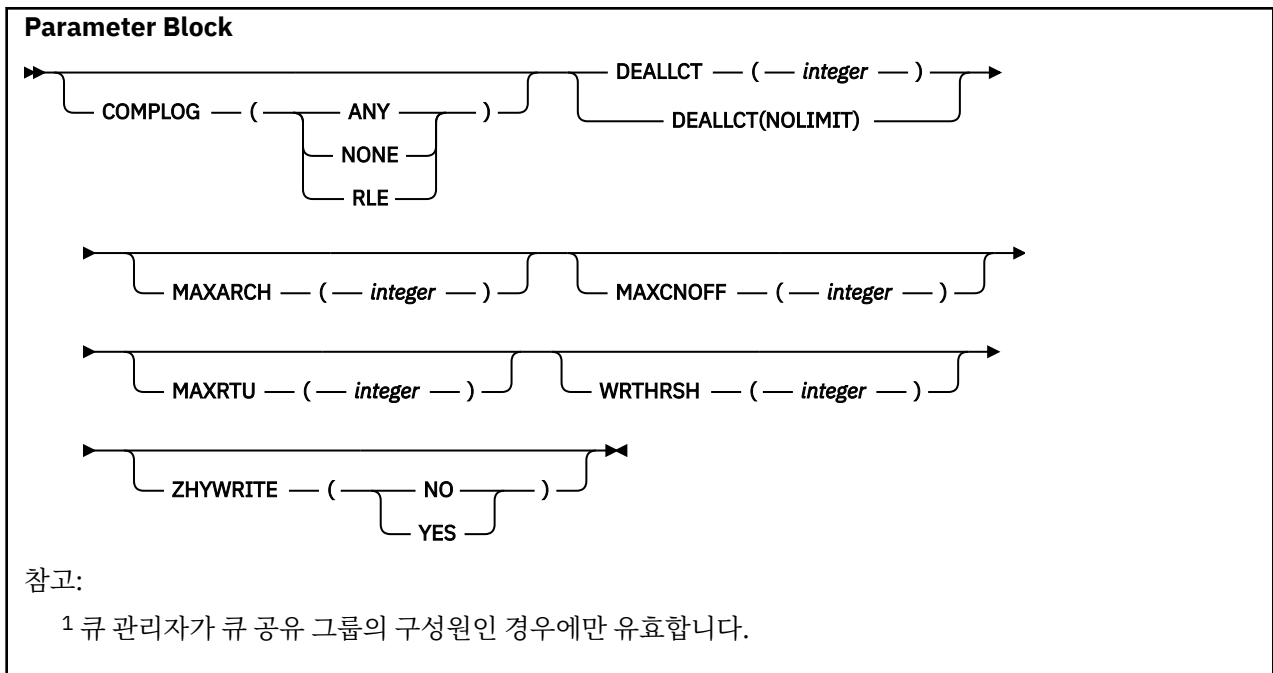 Parameter Block
DEALLCT ( integer )
COMPLOG ( ANY ) DEALLCT(NOLIMIT)
NONE
RLE
MAXARCH ( integer ) MAXCNOFF ( integer )
MAXRTU ( integer ) WRTHRSH ( integer )
ZHYWRITE ( NO )
YES
참고:
1 큐 관리자가 큐 공유 그룹의 구성원인 경우에만 유효합니다.